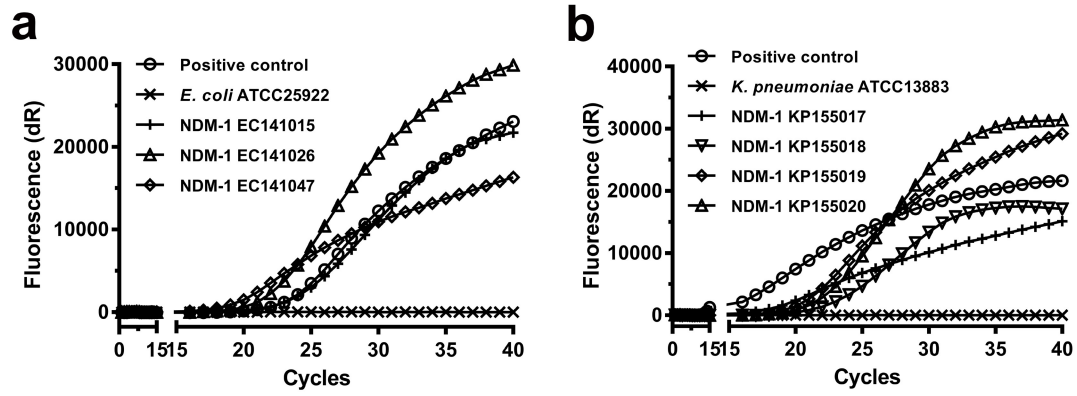 a
Fluorescence (dR)
30000
20000
10000
0
Positive control
E. coli ATCC25922
NDM-1 EC141015
NDM-1 EC141026
NDM-1 EC141047
0 15 15 20 25 30 35 40
Cycles
b
Fluorescence (dR)
40000
30000
20000
10000
0
Positive control
K. pneumoniae ATCC13883
NDM-1 KP155017
NDM-1 KP155018
NDM-1 KP155019
NDM-1 KP155020
0 15 15 20 25 30 35 40
Cycles